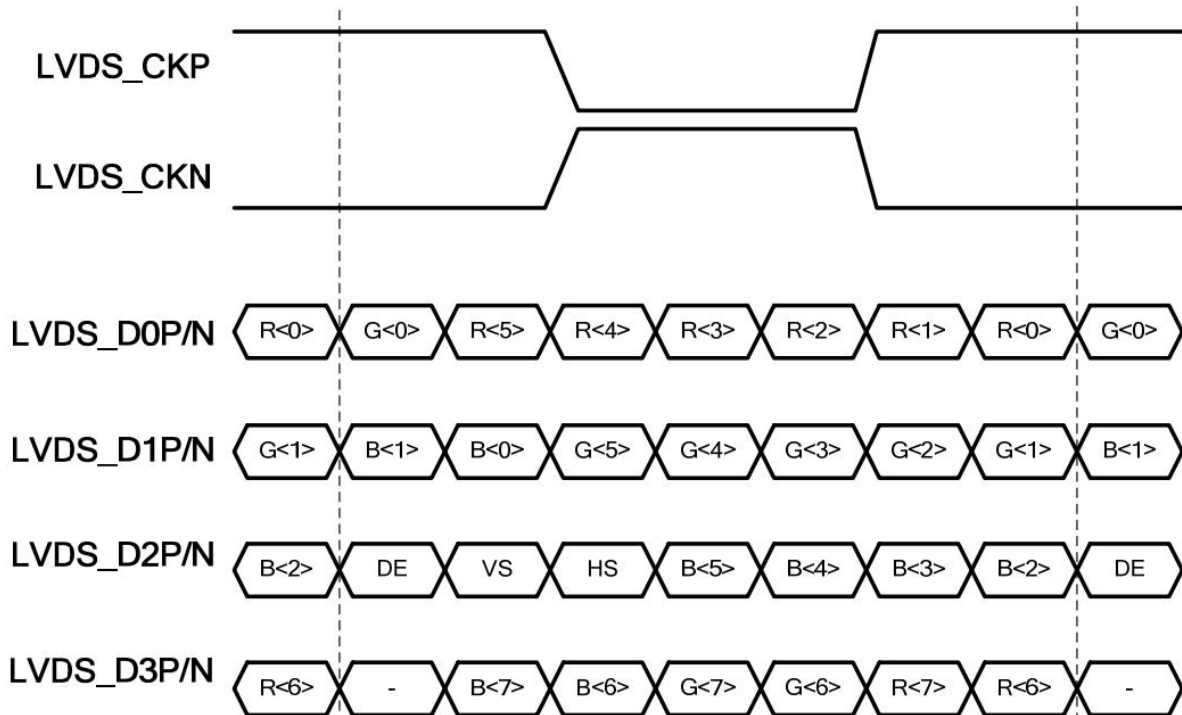 LVDS_CKP
LVDS_CKN
LVDS_D0P/N R<0> G<0> R<5> R<4> R<3> R<2> R<1> R<0> G<0>
LVDS_D1P/N G<1> B<1> B<0> G<5> G<4> G<3> G<2> G<1> B<1>
LVDS_D2P/N B<2> DE VS HS B<5> B<4> B<3> B<2> DE
LVDS_D3P/N R<6> - B<7> B<6> G<7> G<6> R<7> R<6> -